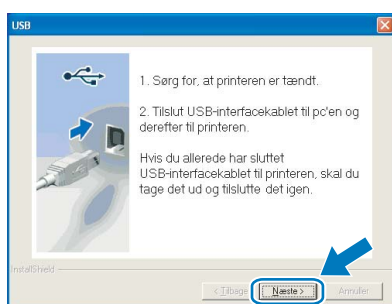 USB
1. Sørg for, at printeren er tændt.
2. Tilslut USB-interfacekablet til pc'en og
derefter til printeren.
Hvis du allerede har sluttet
USB-interfacekablet til printeren, skal du
tage det ud og tilslutte det igen.
InstallShield
< Tilbage Næste > Annuller